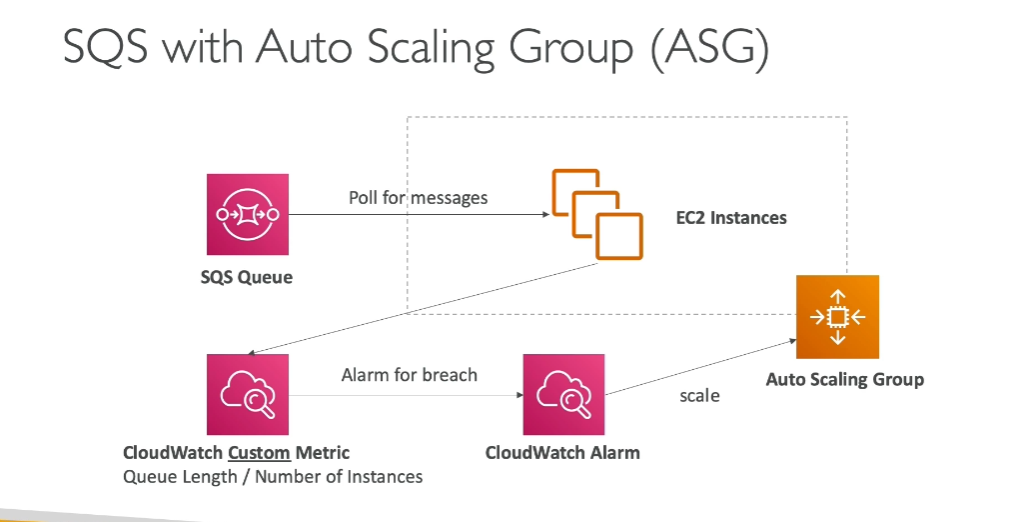 SQS with Auto Scaling Group (ASG)
Poll for messages
EC2 Instances
SQS Queue
Alarm for breach
scale
Auto Scaling Group
CloudWatch Custom Metric
Queue Length / Number of Instances
CloudWatch Alarm